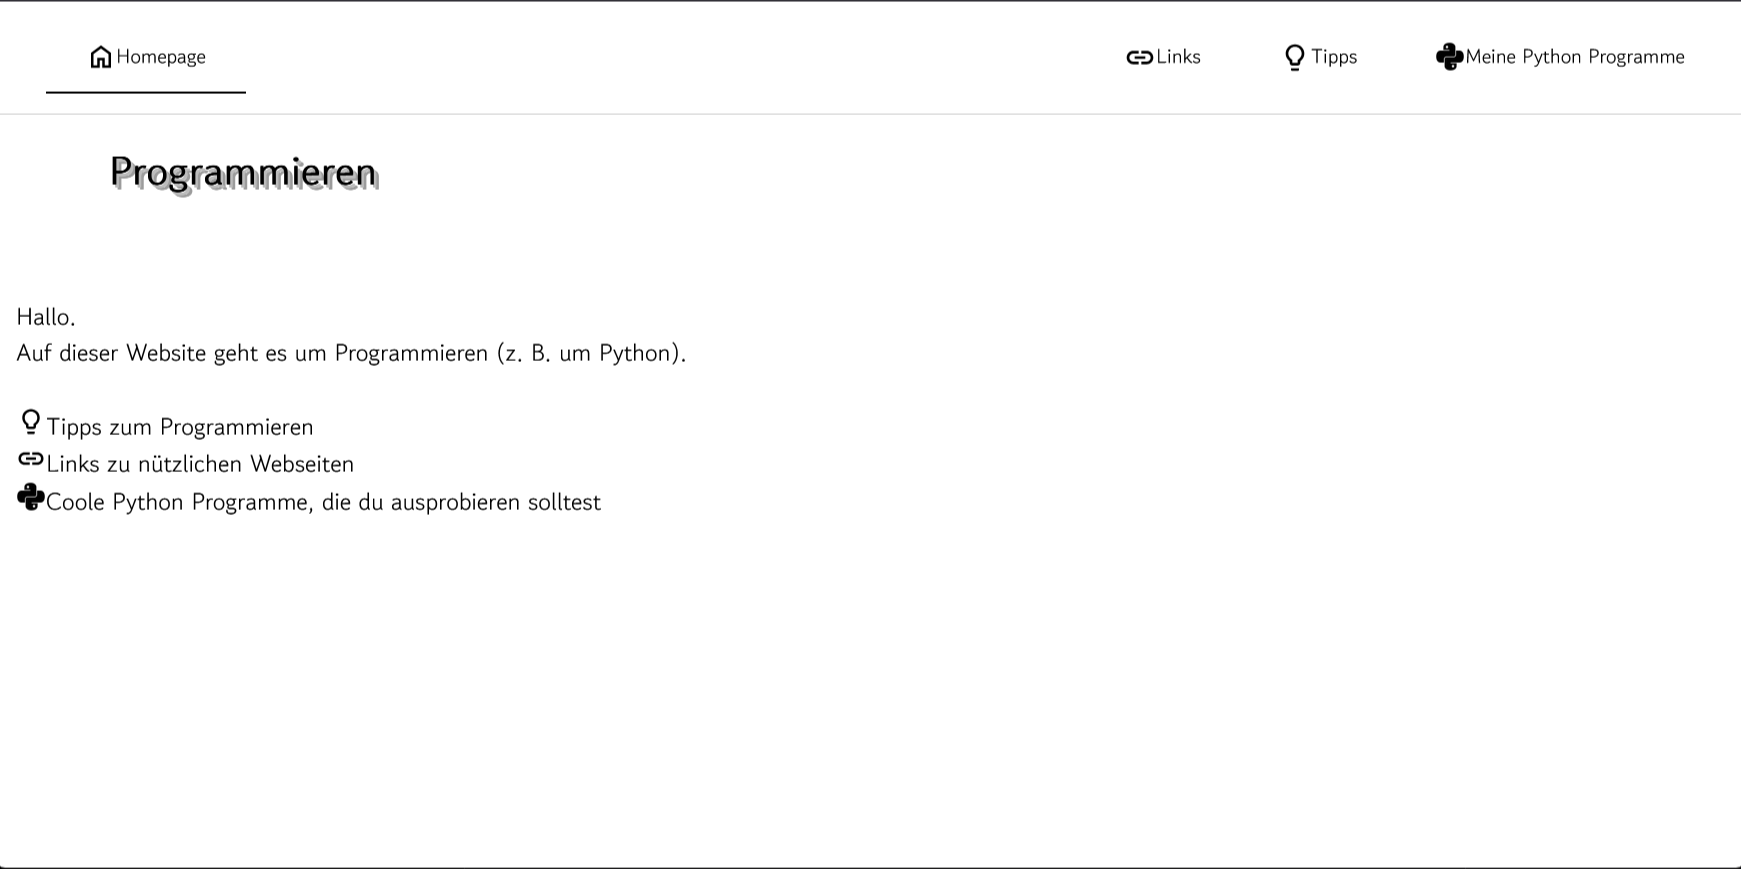 Homepage
Links
Tipps
Meine Python Programme
Programmieren
Hallo.
Auf dieser Website geht es um Programmieren (z. B. um Python).
Tipps zum Programmieren
Links zu nützlichen Webseiten
Coole Python Programme, die du ausprobieren solltest